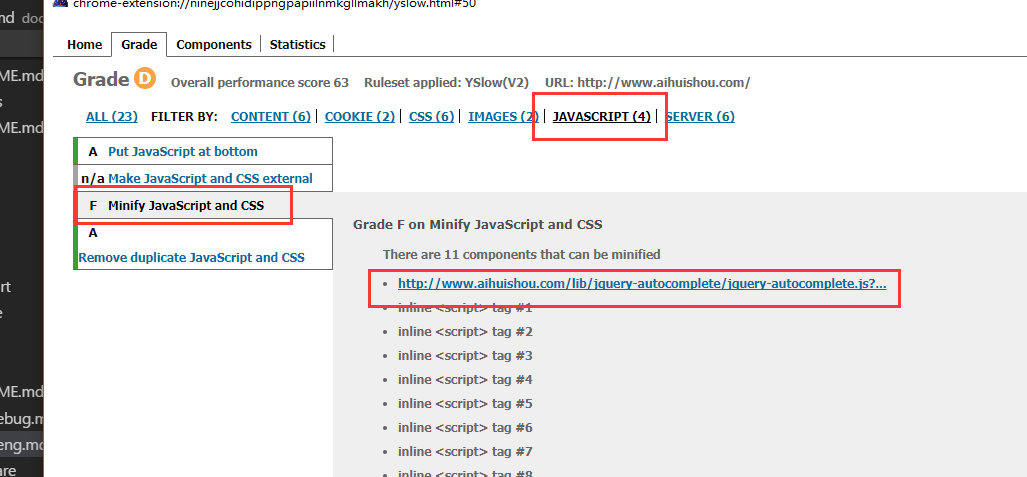 chrome-extension://ninejjcohidippngpapiilnmkgllmakh/yslow.html#50
md doc
ME.md
s
ME.md
rt
e
ME.md
ebug.m
eng.mo
are
Home Grade Components Statistics
Grade D Overall performance score 63 Ruleset applied: YSlow(V2) URL: http://www.aihuishou.com/
ALL (23) FILTER BY: CONTENT (6) COOKIE (2) CSS (6) IMAGES (2) JAVASCRIPT (4) SERVER (6)
A Put JavaScript at bottom
n/a Make JavaScript and CSS external
F Minify JavaScript and CSS
A
Remove duplicate JavaScript and CSS
Grade F on Minify JavaScript and CSS
There are 11 components that can be minified
• http://www.aihuishou.com/lib/jquery-autocomplete/jquery-autocomplete.js?...
• inline <script> tag #1
• inline <script> tag #2
• inline <script> tag #3
• inline <script> tag #4
• inline <script> tag #5
• inline <script> tag #6
• inline <script> tag #7
• inline <script> tag #8